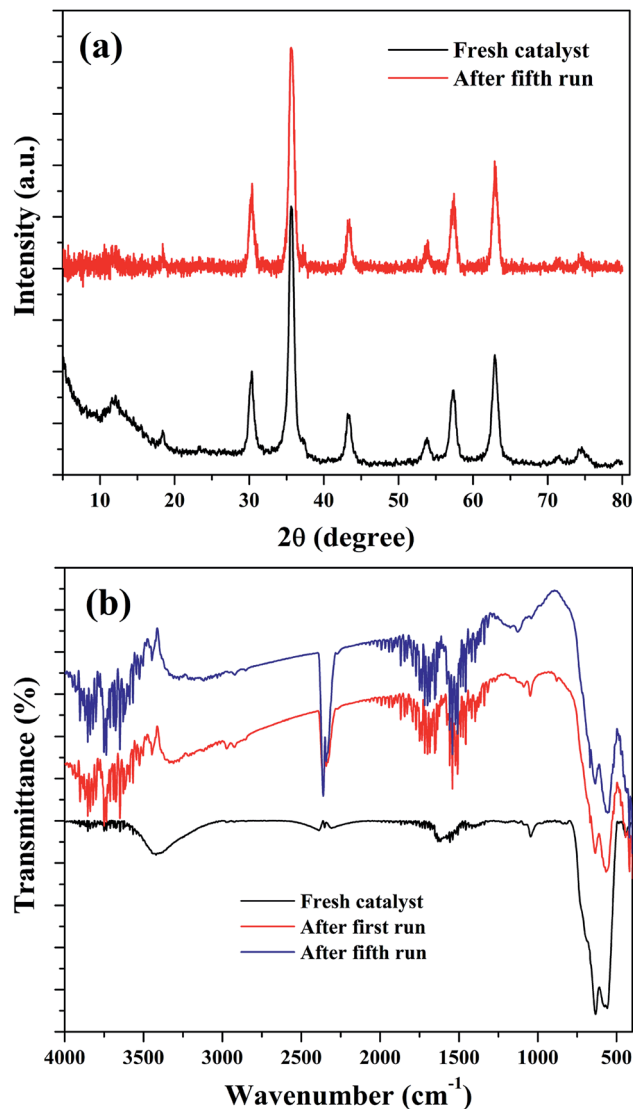 (a)
Fresh catalyst
After fifth run
Intensity (a.u.)
10 20 30 40 50 60 70 80
2θ (degree)
(b)
Transmittance (%)
Fresh catalyst
After first run
After fifth run
4000 3500 3000 2500 2000 1500 1000 500
Wavenumber (cm⁻¹)